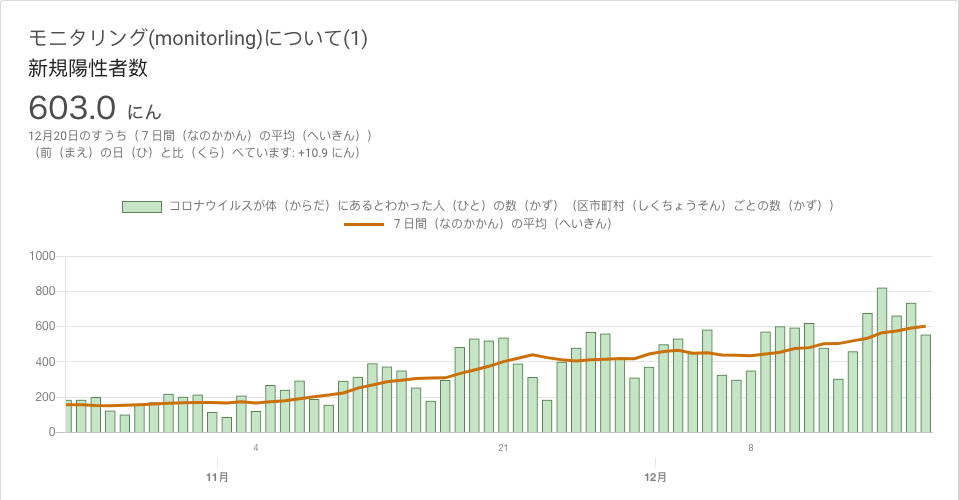 モニタリング(monitorling)について(1)
新規陽性者数
603.0 にん
12月20日のすうち（７日間（なのかかん）の平均（へいきん））
（前（まえ）の日（ひ）と比（くら）べています: +10.9 にん）
コロナウイルスが体（からだ）にあるとわかった人（ひと）の数（かず）（区市町村（しくちょうそん）ごとの数（かず））
７日間（なのかかん）の平均（へいきん）
1000
800
600
400
200
0
4 21 8
11月 12月